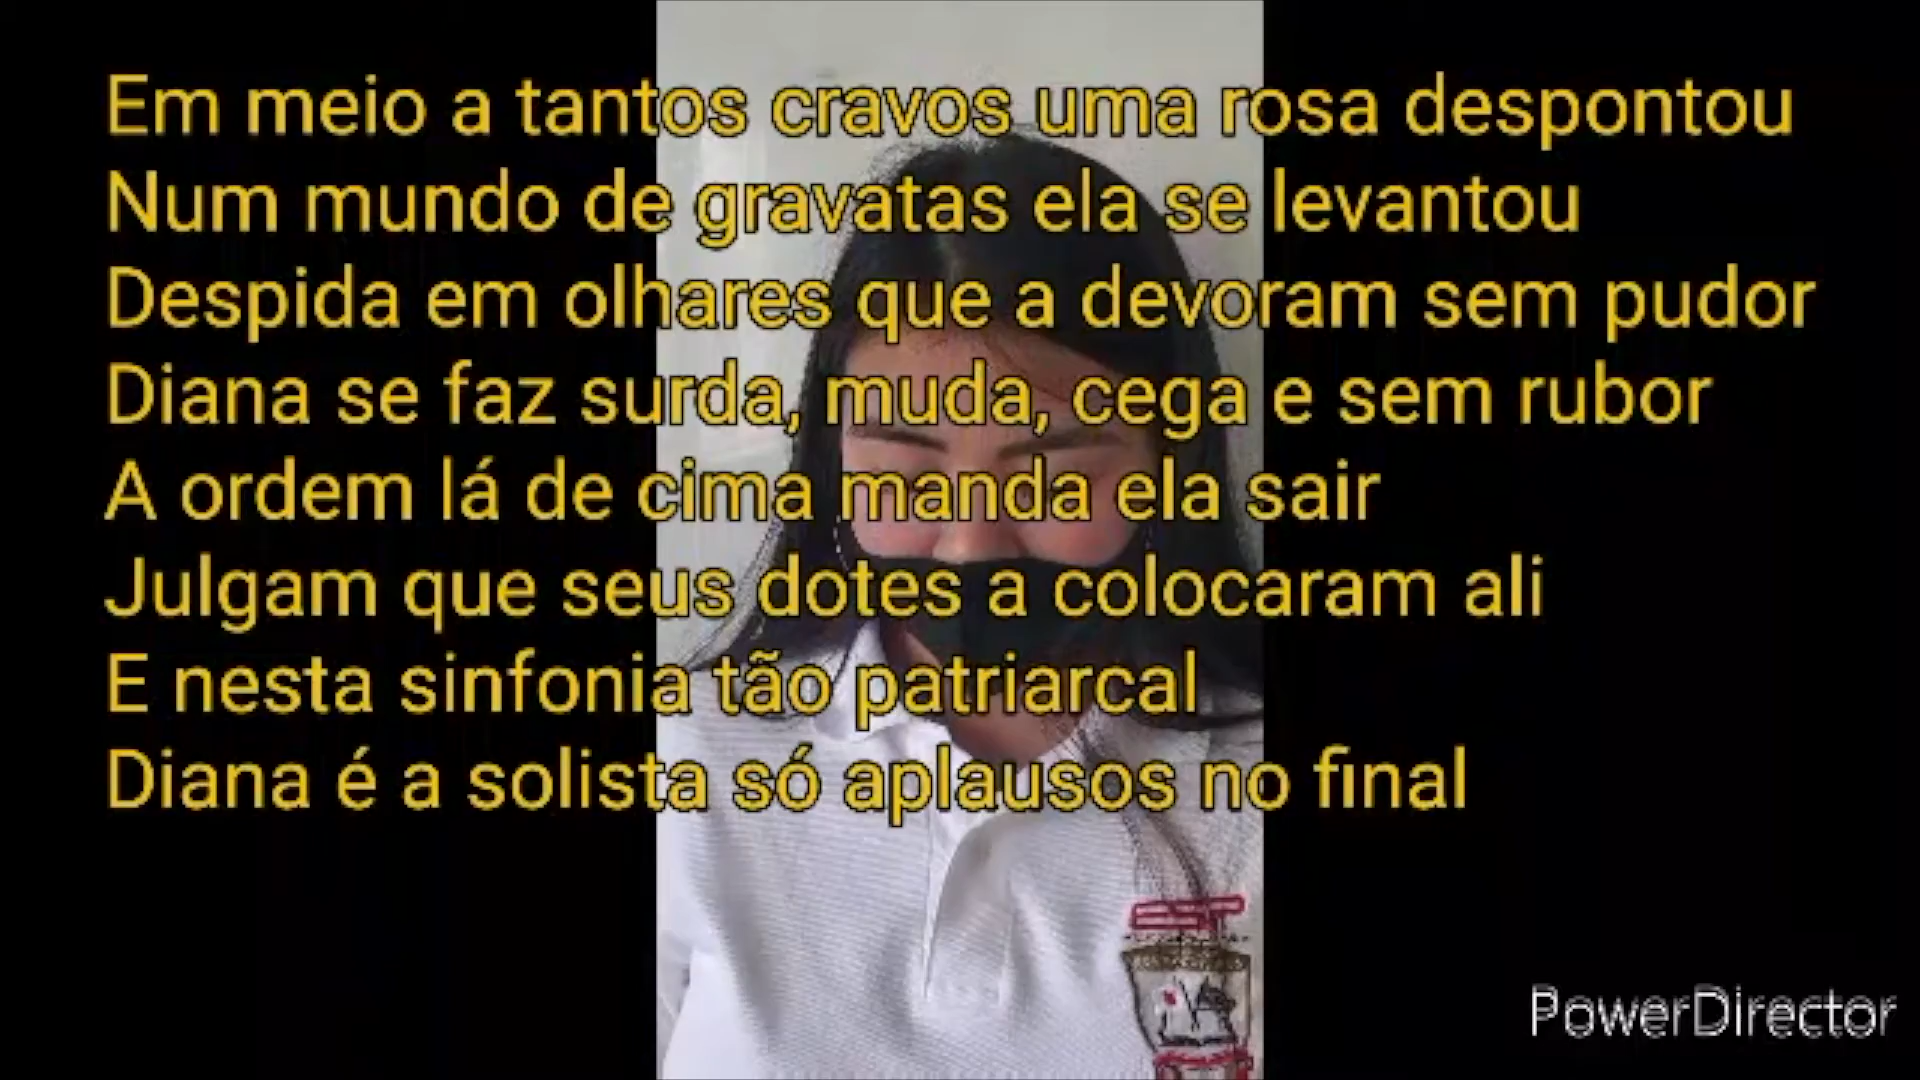 Em meio a tantos cravos uma rosa despontou
Num mundo de gravatas ela se levantou
Despida em olhares que a devoram sem pudor
Diana se faz surda, muda, cega e sem rubor
A ordem lá de cima manda ela sair
Julgam que seus dotes a colocaram ali
E nesta sinfonia tão patriarcal
Diana é a solista só aplausos no final
PowerDirector